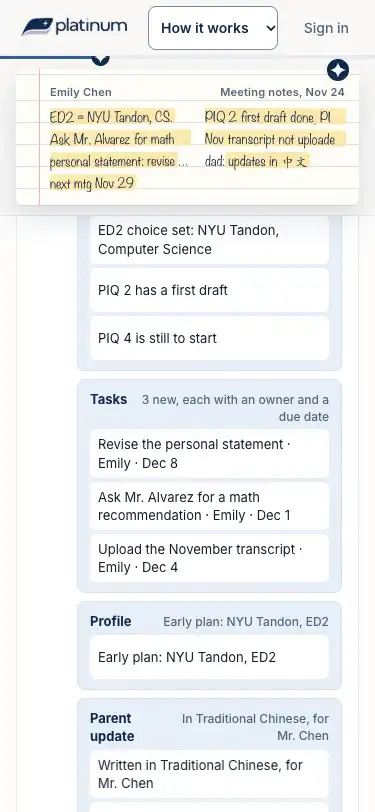 platinum
How it works
Sign in
Emily Chen
Meeting notes, Nov 24
ED2 = NYU Tandon, CS.
Ask Mr. Alvarez for math
personal statement: revise ...
next mtg Nov 29
PIQ 2 first draft done, PI
Nov transcript not uploade
dad: updates in 中文
ED2 choice set: NYU Tandon,
Computer Science
PIQ 2 has a first draft
PIQ 4 is still to start
Tasks
3 new, each with an owner and a
due date
Revise the personal statement ·
Emily · Dec 8
Ask Mr. Alvarez for a math
recommendation · Emily · Dec 1
Upload the November transcript ·
Emily · Dec 4
Profile
Early plan: NYU Tandon, ED2
Early plan: NYU Tandon, ED2
Parent
update
In Traditional Chinese, for
Mr. Chen
Written in Traditional Chinese, for
Mr. Chen